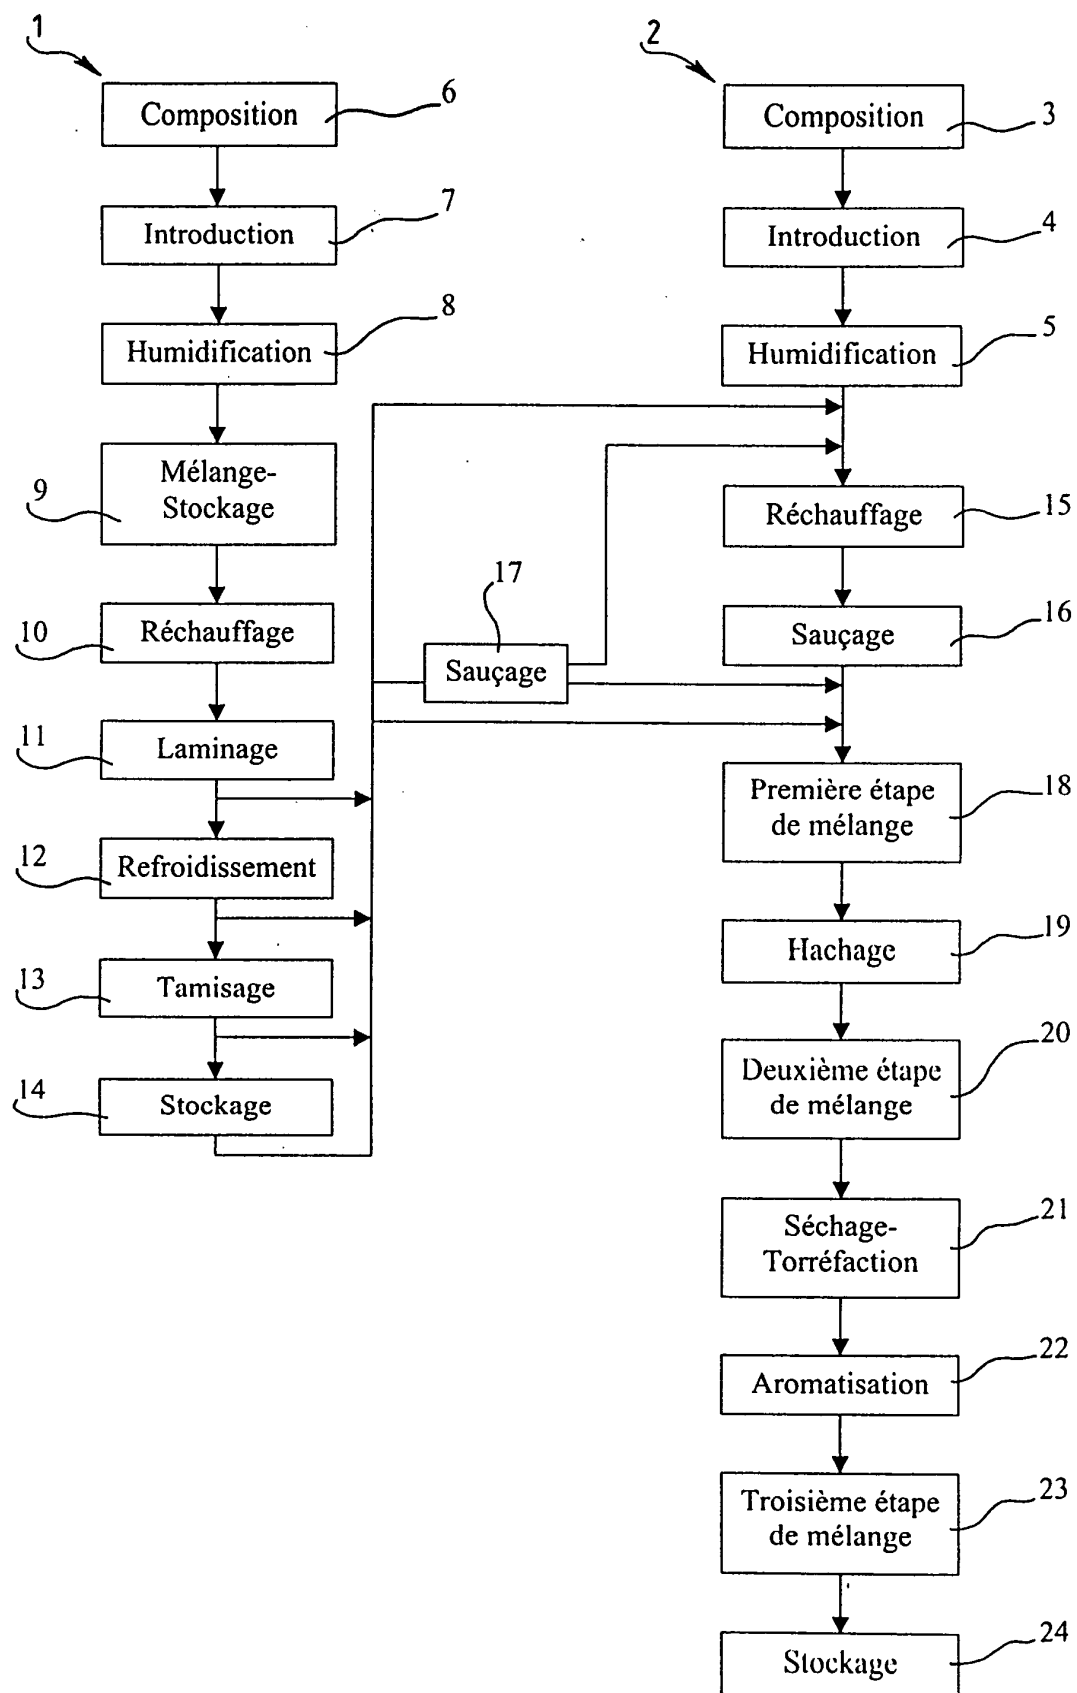 1
Composition
6
Introduction
7
Humidification
8
Mélange-
Stockage
9
Réchauffage
10
Laminage
11
Refroidissement
12
Tamisage
13
Stockage
14
17
Sauçage
2
Composition
3
Introduction
4
Humidification
5
Réchauffage
15
Sauçage
16
Première étape
de mélange
18
Hachage
19
Deuxième étape
de mélange
20
Séchage-
Torréfaction
21
Aromatisation
22
Troisième étape
de mélange
23
Stockage
24